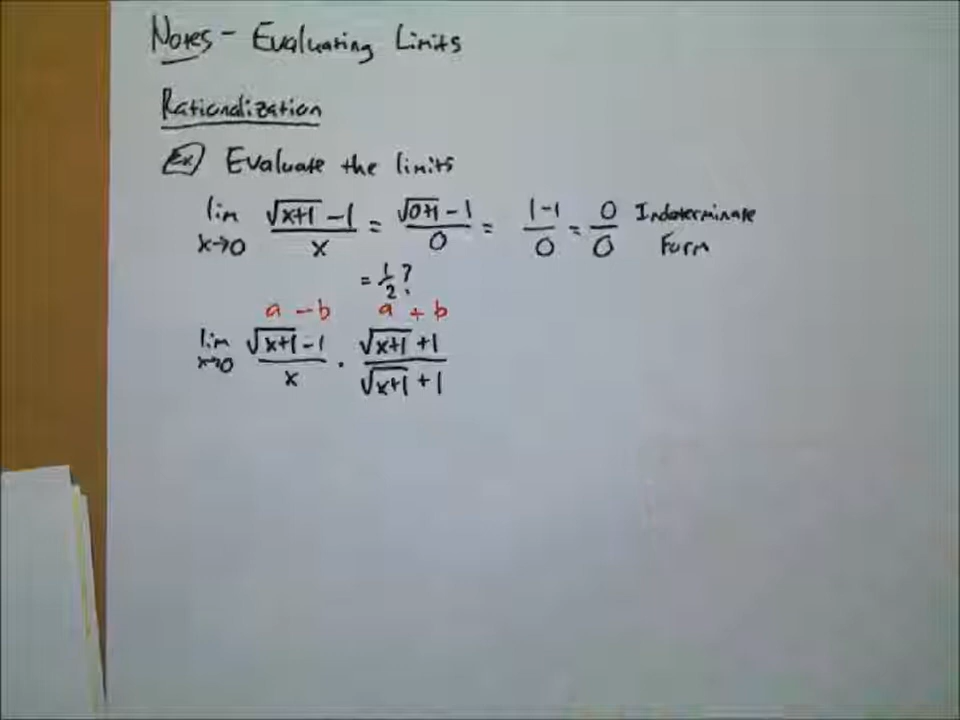 Notes - Evaluating Limits
Rationalization
Ex Evaluate the limits
lim x→0 (√(x+1) - 1)/x = (√(0+1) - 1)/0 = (1-1)/0 = 0/0 Indeterminate Form
= 1/2?
a - b a + b
lim x→0 (√(x+1) - 1)/x · (√(x+1) + 1)/(√(x+1) + 1)